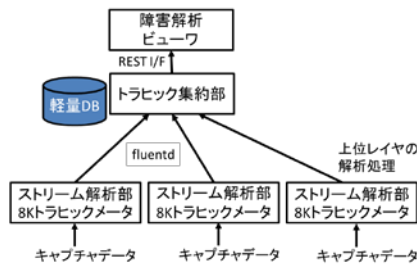 障害解析
ビューワ
REST I/F
軽量DB
トラヒック集約部
fluentd
上位レイヤの
解析処理
ストリーム解析部
8Kトラヒックメータ
ストリーム解析部
8Kトラヒックメータ
ストリーム解析部
8Kトラヒックメータ
キャプチャデータ
キャプチャデータ
キャプチャデータ